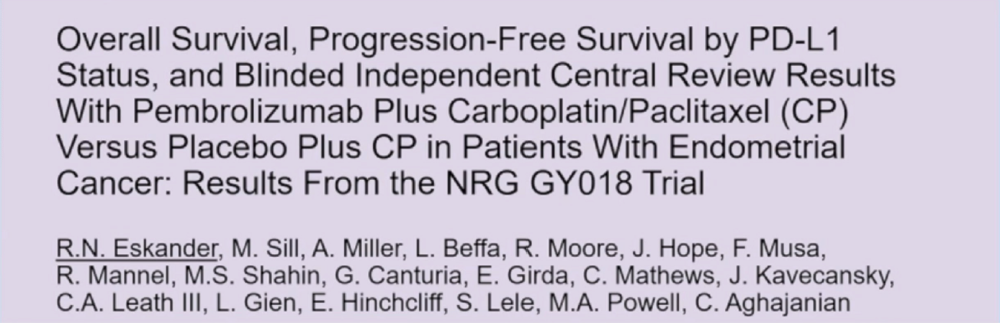 Overall Survival, Progression-Free Survival by PD-L1
Status, and Blinded Independent Central Review Results
With Pembrolizumab Plus Carboplatin/Paclitaxel (CP)
Versus Placebo Plus CP in Patients With Endometrial
Cancer: Results From the NRG GY018 Trial
R.N. Eskander, M. Sill, A. Miller, L. Beffa, R. Moore, J. Hope, F. Musa,
R. Mannel, M.S. Shahin, G. Canturia, E. Girda, C. Mathews, J. Kavecansky,
C.A. Leath III, L. Gien, E. Hinchcliff, S. Lele, M.A. Powell, C. Aghajanian